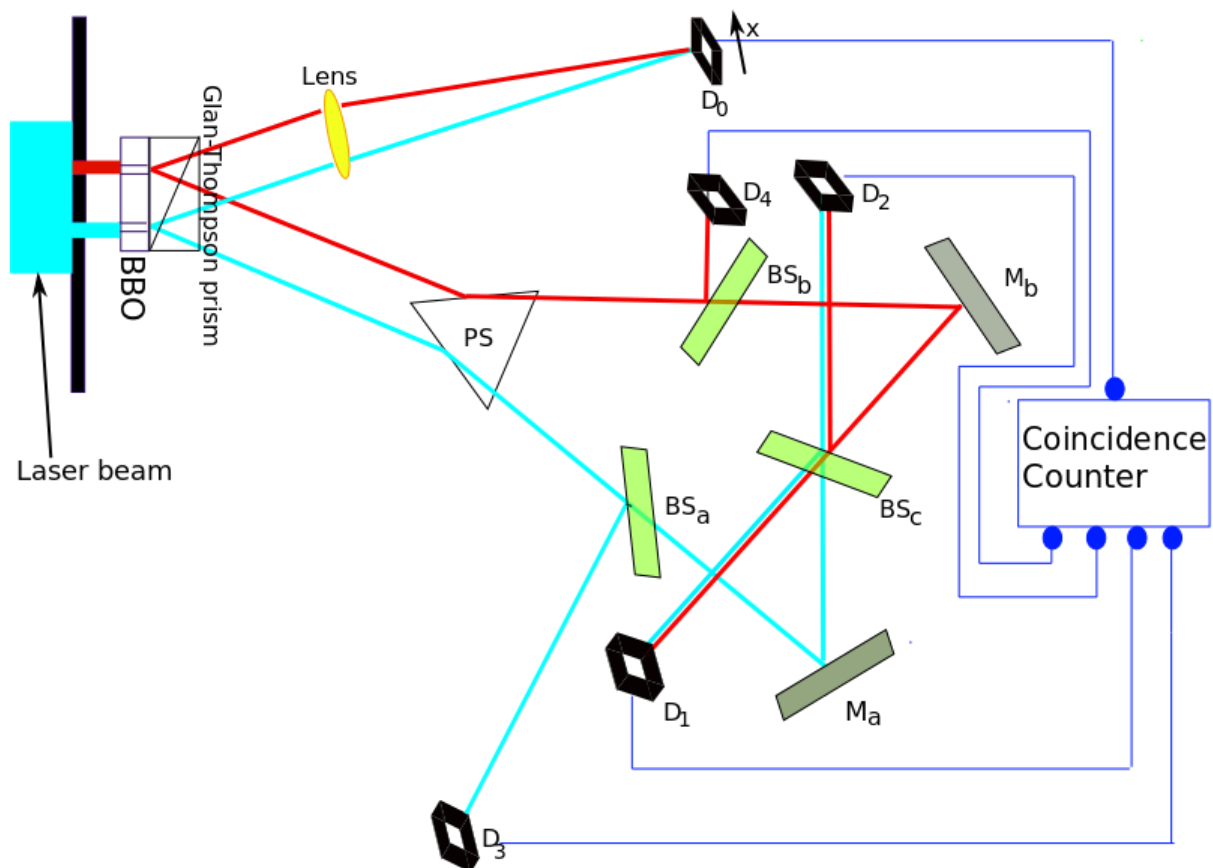 x
Lens
D0
Glan-Thompson prism
D4
D2
BSb
Mb
BBO
PS
Coincidence
Counter
Laser beam
BSa
BSc
D1
Ma
D3